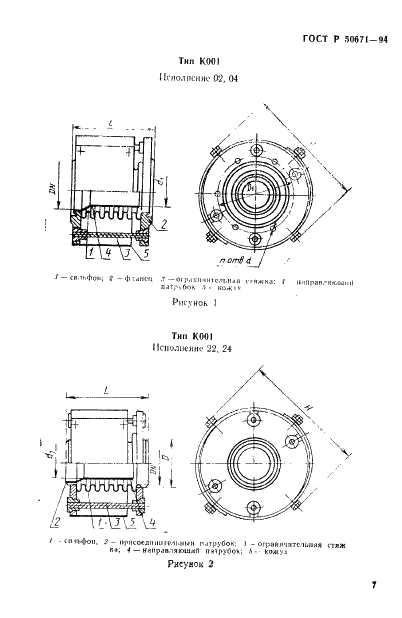 ГОСТ Р 50671—94
Тип К001
Исполнение 02, 04
L
DN
d₁
D₁
n отв d
2
1 4 3 5
1 — сильфон; 2 — фланец 3 — ограничительная стяжка; 4 направляющий
патрубок 5 - кожух
Рисунок 1
Тип К001
Исполнение 22, 24
L
H
d₁
DN
D
2 1 3 5 4
1 - сильфон, 2 — присоединительный патрубок; 3 - ограничительная стяж
ка; 4 — направляющий патрубок; 5 - кожух
Рисунок 2
7